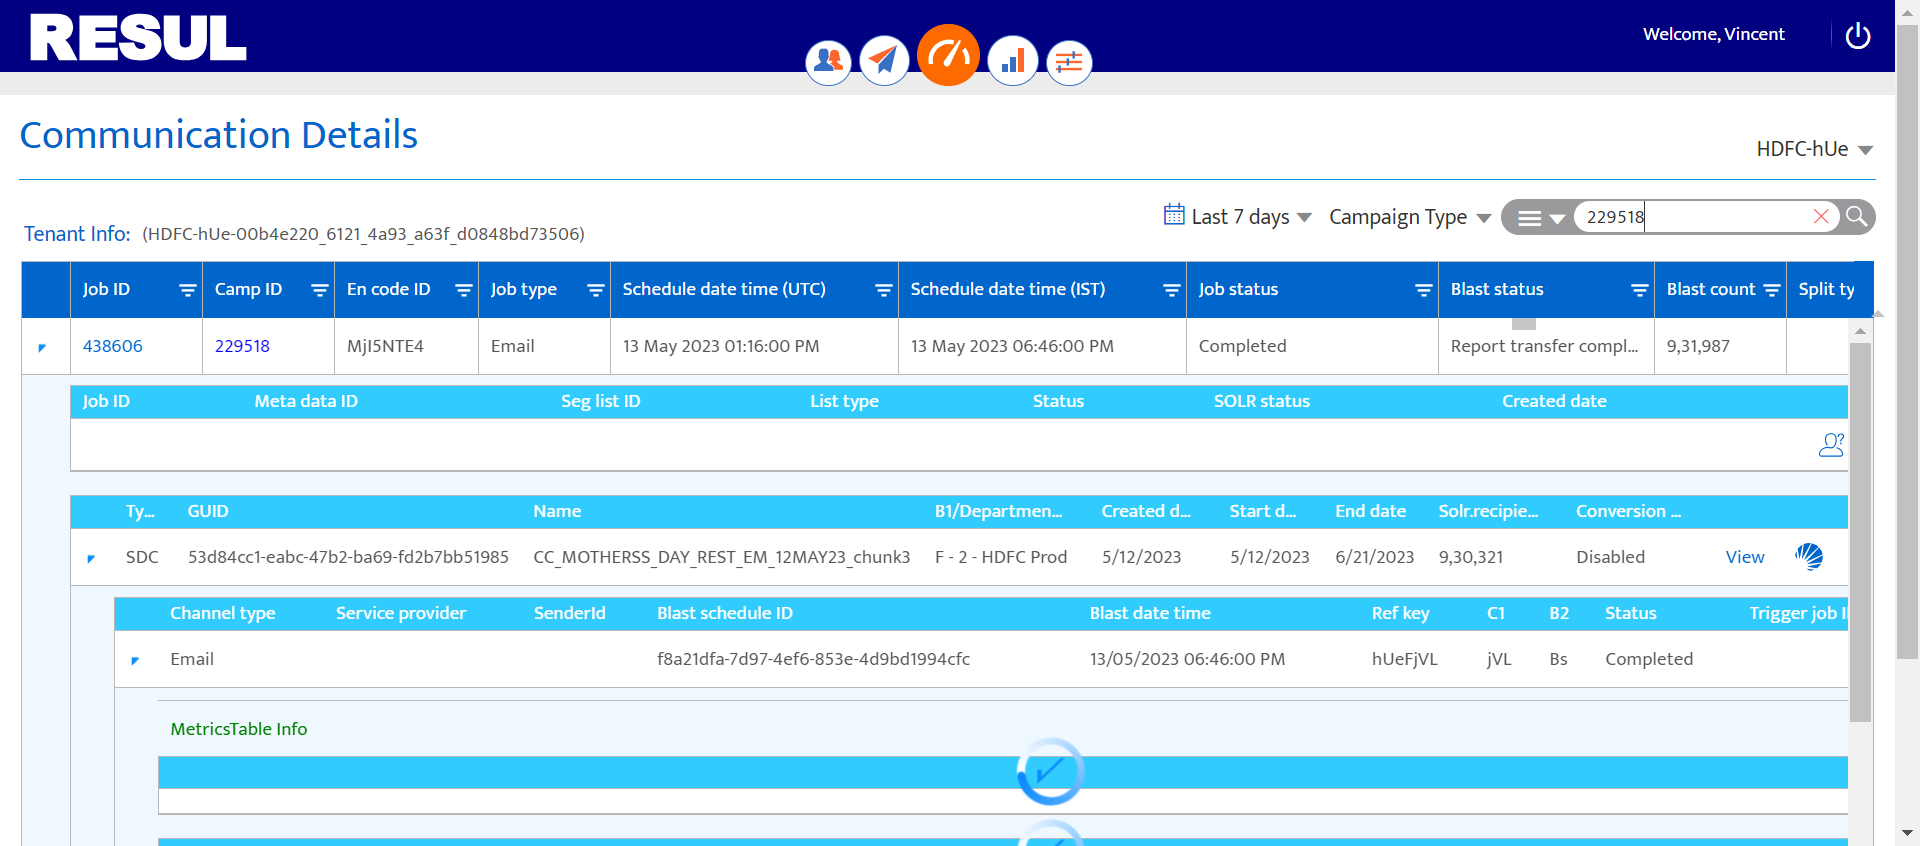 RESUL
Welcome, Vincent
Communication Details
HDFC-hUe
Last 7 days Campaign Type 229518
Tenant Info: (HDFC-hUe-00b4e220_6121_4a93_a63f_d0848bd73506)
Job ID Camp ID En code ID Job type Schedule date time (UTC) Schedule date time (IST) Job status Blast status Blast count Split ty
438606 229518 MjI5NTE4 Email 13 May 2023 01:16:00 PM 13 May 2023 06:46:00 PM Completed Report transfer compl... 9,31,987
Job ID Meta data ID Seg list ID List type Status SOLR status Created date
Ty... GUID Name B1/Departmen... Created d... Start d... End date Solr.recipie... Conversion ...
SDC 53d84cc1-eabc-47b2-ba69-fd2b7bb51985 CC_MOTHERSS_DAY_REST_EM_12MAY23_chunk3 F - 2 - HDFC Prod 5/12/2023 5/12/2023 6/21/2023 9,30,321 Disabled View
Channel type Service provider SenderId Blast schedule ID Blast date time Ref key C1 B2 Status Trigger job I
Email f8a21dfa-7d97-4ef6-853e-4d9bd1994cfc 13/05/2023 06:46:00 PM hUeFjVL jVL Bs Completed
MetricsTable Info